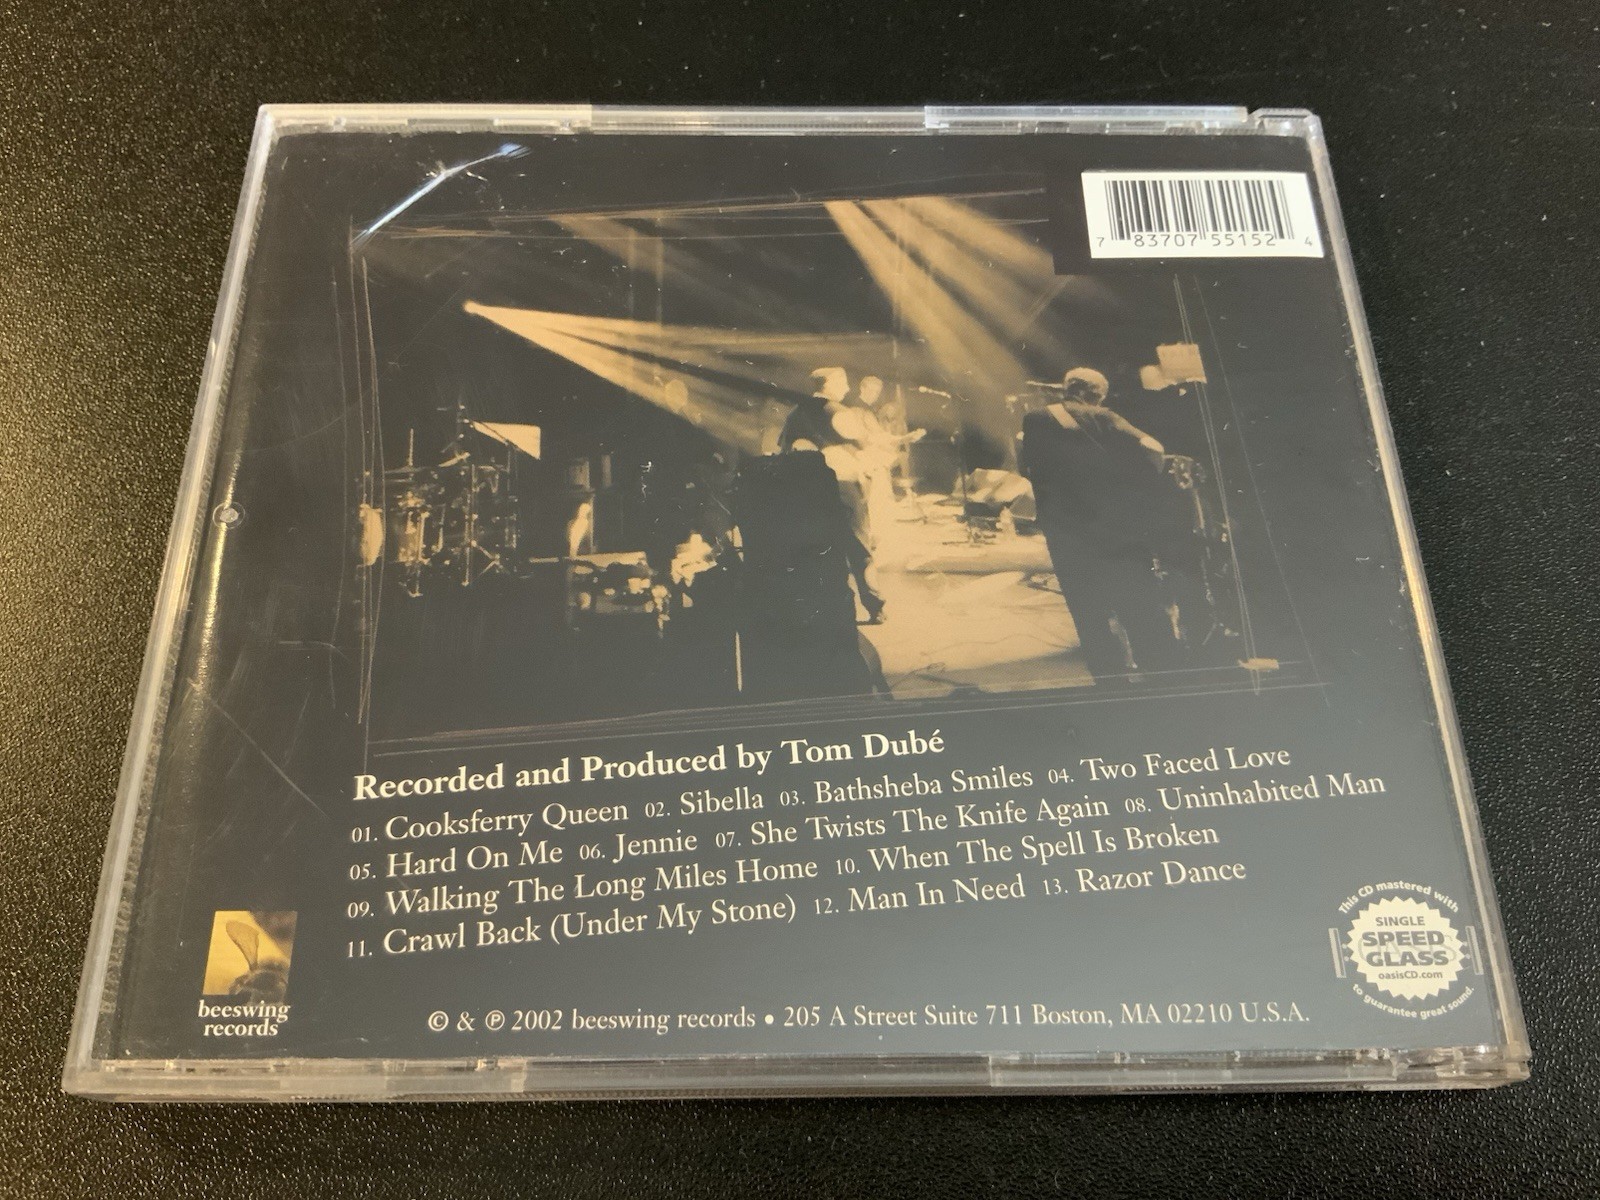 7 83707 55152 4
Recorded and Produced by Tom Dubé
01. Cooksferry Queen 02. Sibella 03. Bathsheba Smiles 04. Two Faced Love
05. Hard On Me 06. Jennie 07. She Twists The Knife Again 08. Uninhabited Man
09. Walking The Long Miles Home 10. When The Spell Is Broken
11. Crawl Back (Under My Stone) 12. Man In Need 13. Razor Dance
This CD mastered with
SINGLE
SPEED
GLASS
oasisCD.com
to guarantee great sound.
beeswing
records
© & ℗ 2002 beeswing records • 205 A Street Suite 711 Boston, MA 02210 U.S.A.